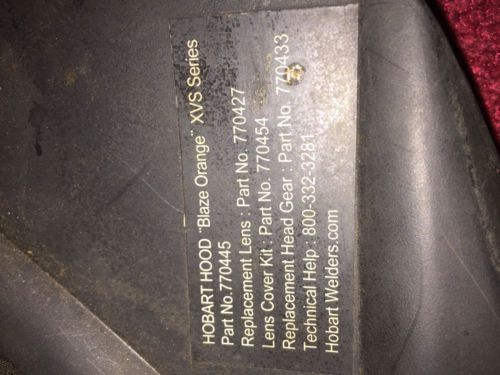 HOBART HOOD "Blaze Orange" XVS Series
Part No.770445
Replacement Lens : Part No. 770427
Lens Cover Kit : Part No. 770454
Replacement Head Gear : Part No. 770433
Technical Help : 800-332-3281
Hobart Welders.com